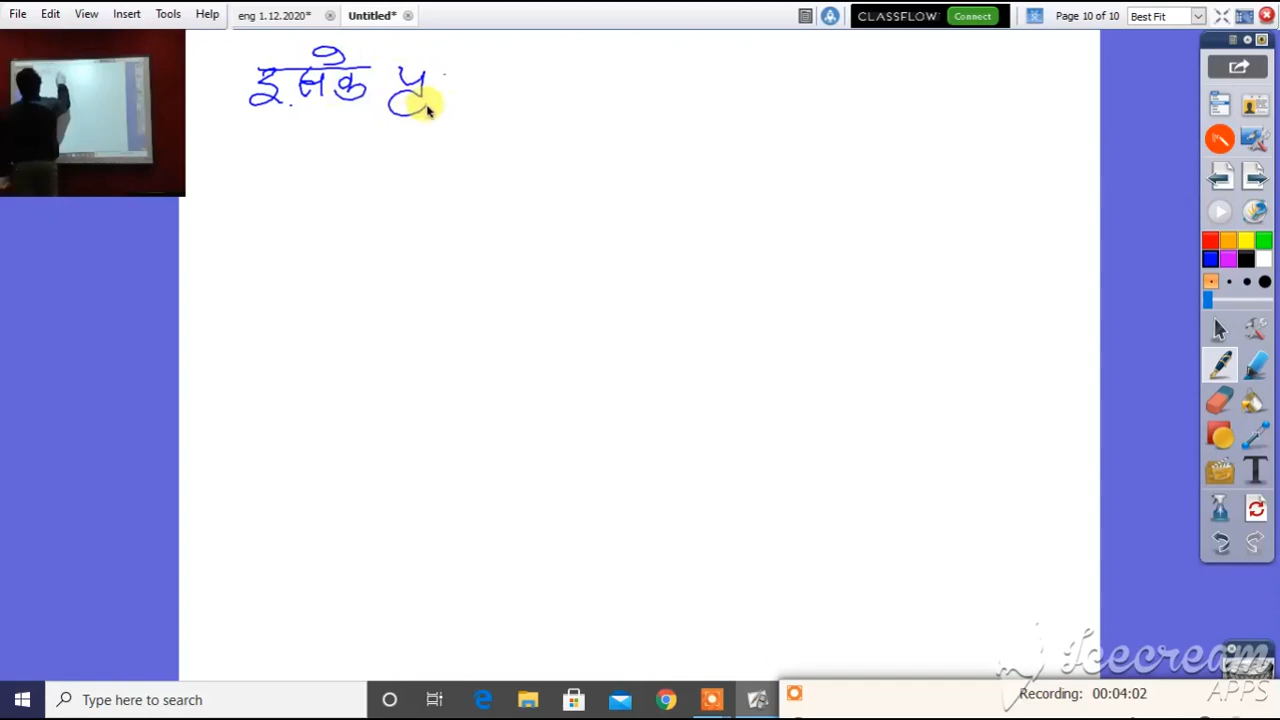 File Edit View Insert Tools Help eng 1.12.2020* Untitled* CLASSFLOW Connect Page 10 of 10 Best Fit
इसके पू
T
Type here to search
Recording: 00:04:02
Icecream
APPS